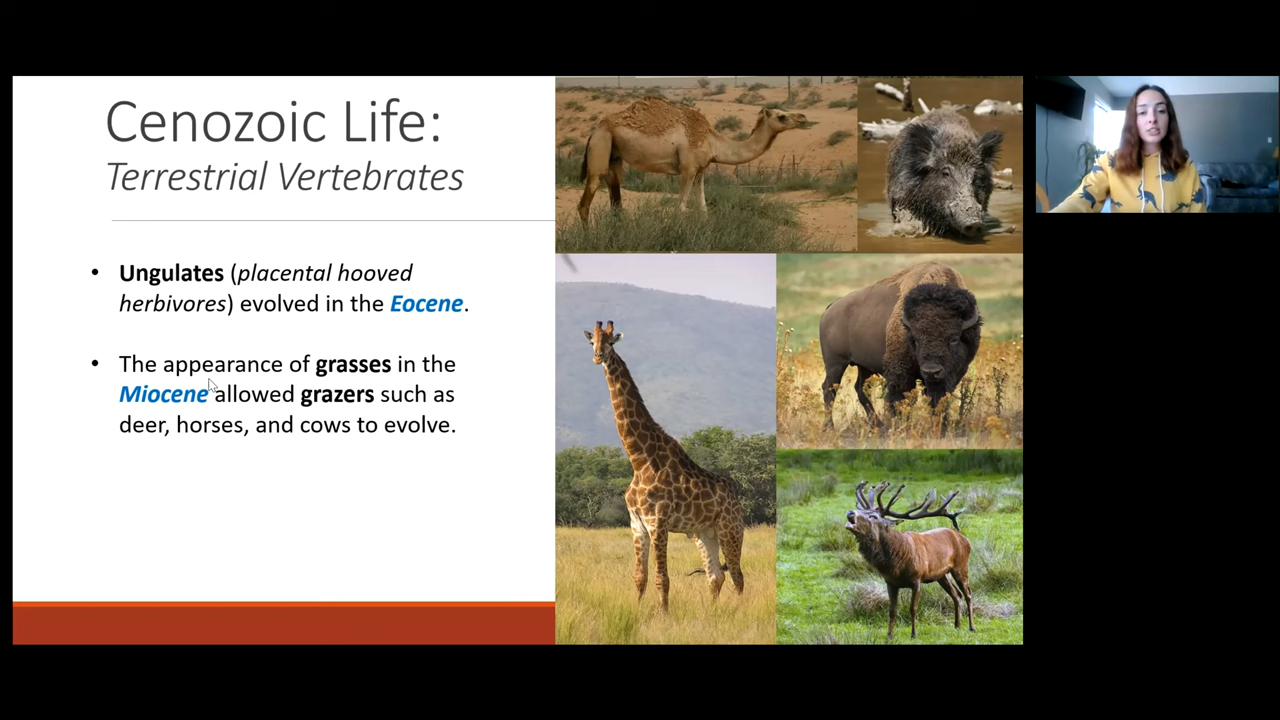 Cenozoic Life:
Terrestrial Vertebrates
• Ungulates (placental hooved
herbivores) evolved in the Eocene.
• The appearance of grasses in the
Miocene allowed grazers such as
deer, horses, and cows to evolve.